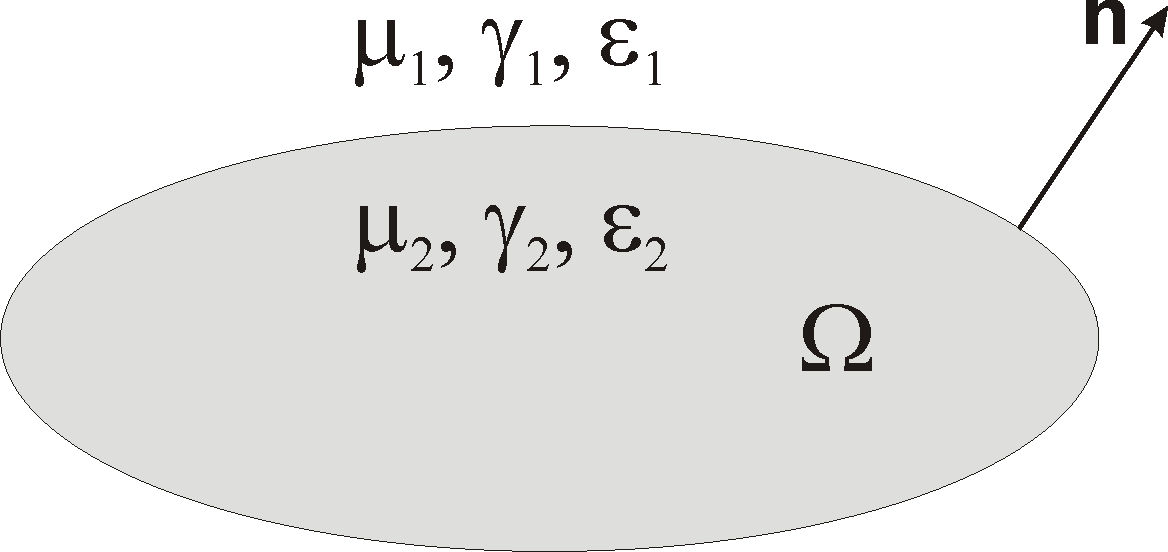 n
μ₁, γ₁, ε₁
μ₂, γ₂, ε₂
Ω